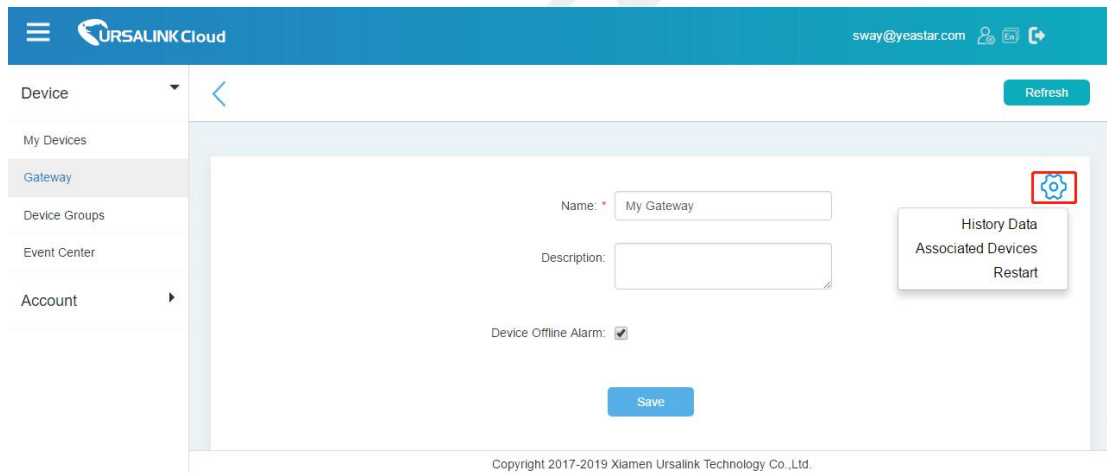 URSALINK Cloud
sway@yeastar.com En
Device
Refresh
My Devices
Gateway
Name: * My Gateway
Device Groups
History Data
Event Center
Description:
Associated Devices
Restart
Account
Device Offline Alarm:
Save
Copyright 2017-2019 Xiamen Ursalink Technology Co.,Ltd.